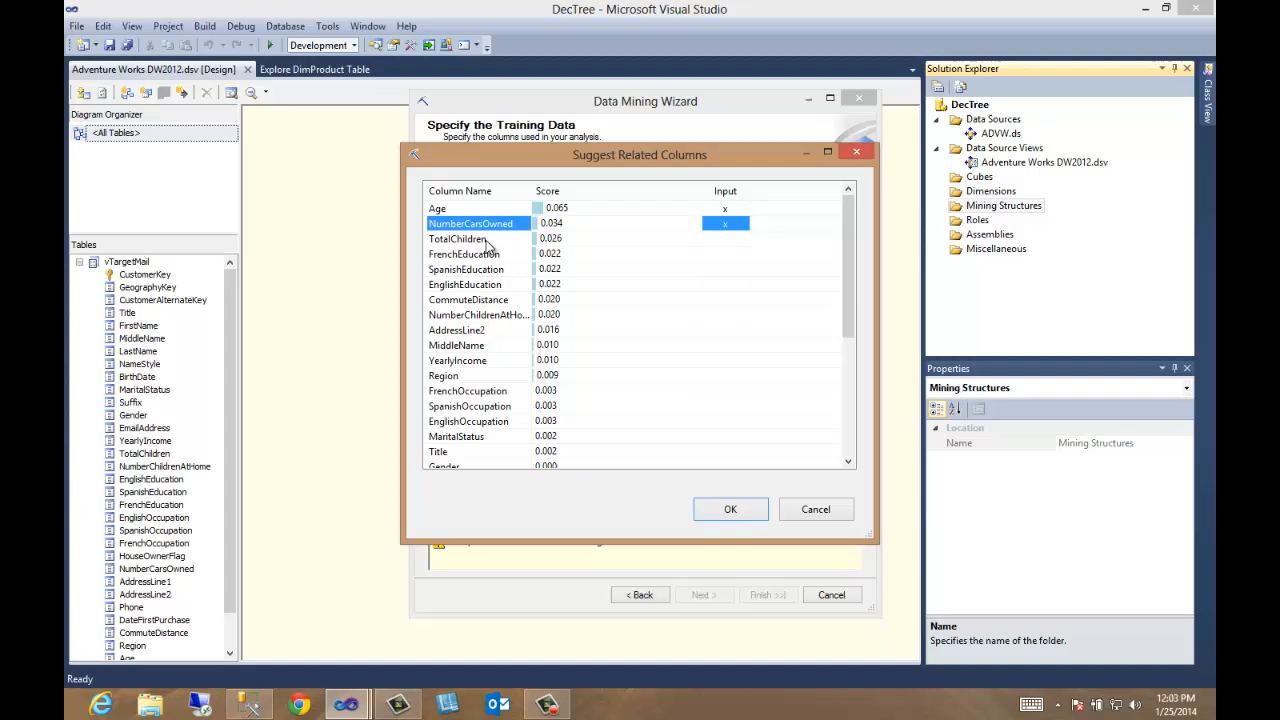 DecTree - Microsoft Visual Studio
File Edit View Project Build Debug Database Tools Window Help
Development
Adventure Works DW2012.dsv [Design] Explore DimProduct Table
Diagram Organizer
<All Tables>
Tables
vTargetMail
CustomerKey
GeographyKey
CustomerAlternateKey
Title
FirstName
MiddleName
LastName
NameStyle
BirthDate
MaritalStatus
Suffix
Gender
EmailAddress
YearlyIncome
TotalChildren
NumberChildrenAtHome
EnglishEducation
SpanishEducation
FrenchEducation
EnglishOccupation
SpanishOccupation
FrenchOccupation
HouseOwnerFlag
NumberCarsOwned
AddressLine1
AddressLine2
Phone
DateFirstPurchase
CommuteDistance
Region
Age
Data Mining Wizard
Specify the Training Data
Specify the columns used in your analysis.
Suggest Related Columns
Column Name Score Input
Age 0.065 x
NumberCarsOwned 0.034 x
TotalChildren 0.026
FrenchEducation 0.022
SpanishEducation 0.022
EnglishEducation 0.022
CommuteDistance 0.020
NumberChildrenAtHo... 0.020
AddressLine2 0.016
MiddleName 0.010
YearlyIncome 0.010
Region 0.009
FrenchOccupation 0.003
SpanishOccupation 0.003
EnglishOccupation 0.003
MaritalStatus 0.002
Title 0.002
Gender 0.000
OK Cancel
< Back Next > Finish >>| Cancel
Solution Explorer
DecTree
Data Sources
ADVW.ds
Data Source Views
Adventure Works DW2012.dsv
Cubes
Dimensions
Mining Structures
Roles
Assemblies
Miscellaneous
Class View
Properties
Mining Structures
Location
Name Mining Structures
Name
Specifies the name of the folder.
Ready
12:03 PM
1/25/2014